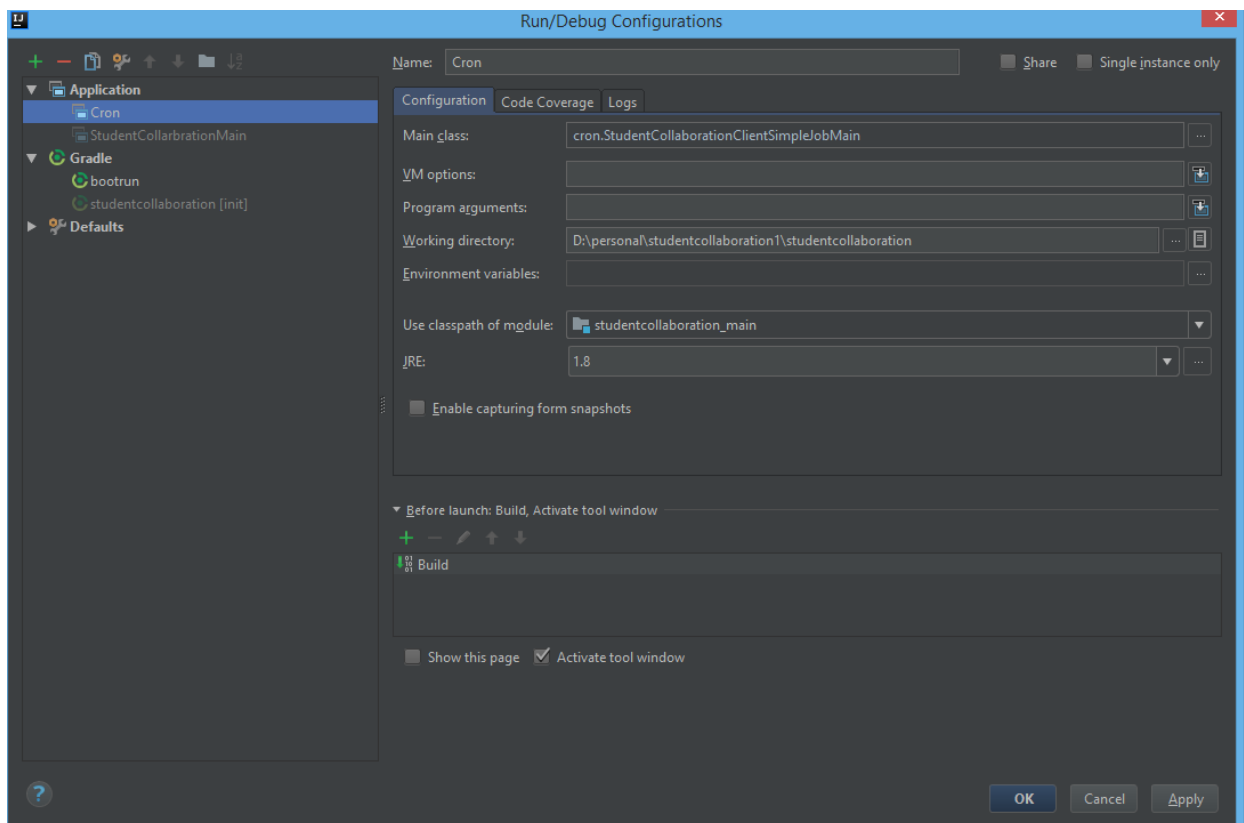 Run/Debug Configurations
Name: Cron Share Single instance only
Application
Cron
StudentCollarbrationMain
Gradle
bootrun
studentcollaboration [init]
Defaults
Configuration Code Coverage Logs
Main class: cron.StudentCollaborationClientSimpleJobMain ...
VM options:
Program arguments:
Working directory: D:\personal\studentcollaboration1\studentcollaboration ...
Environment variables: ...
Use classpath of module: studentcollaboration_main
JRE: 1.8 ...
Enable capturing form snapshots
Before launch: Build, Activate tool window
Build
Show this page Activate tool window
? OK Cancel Apply